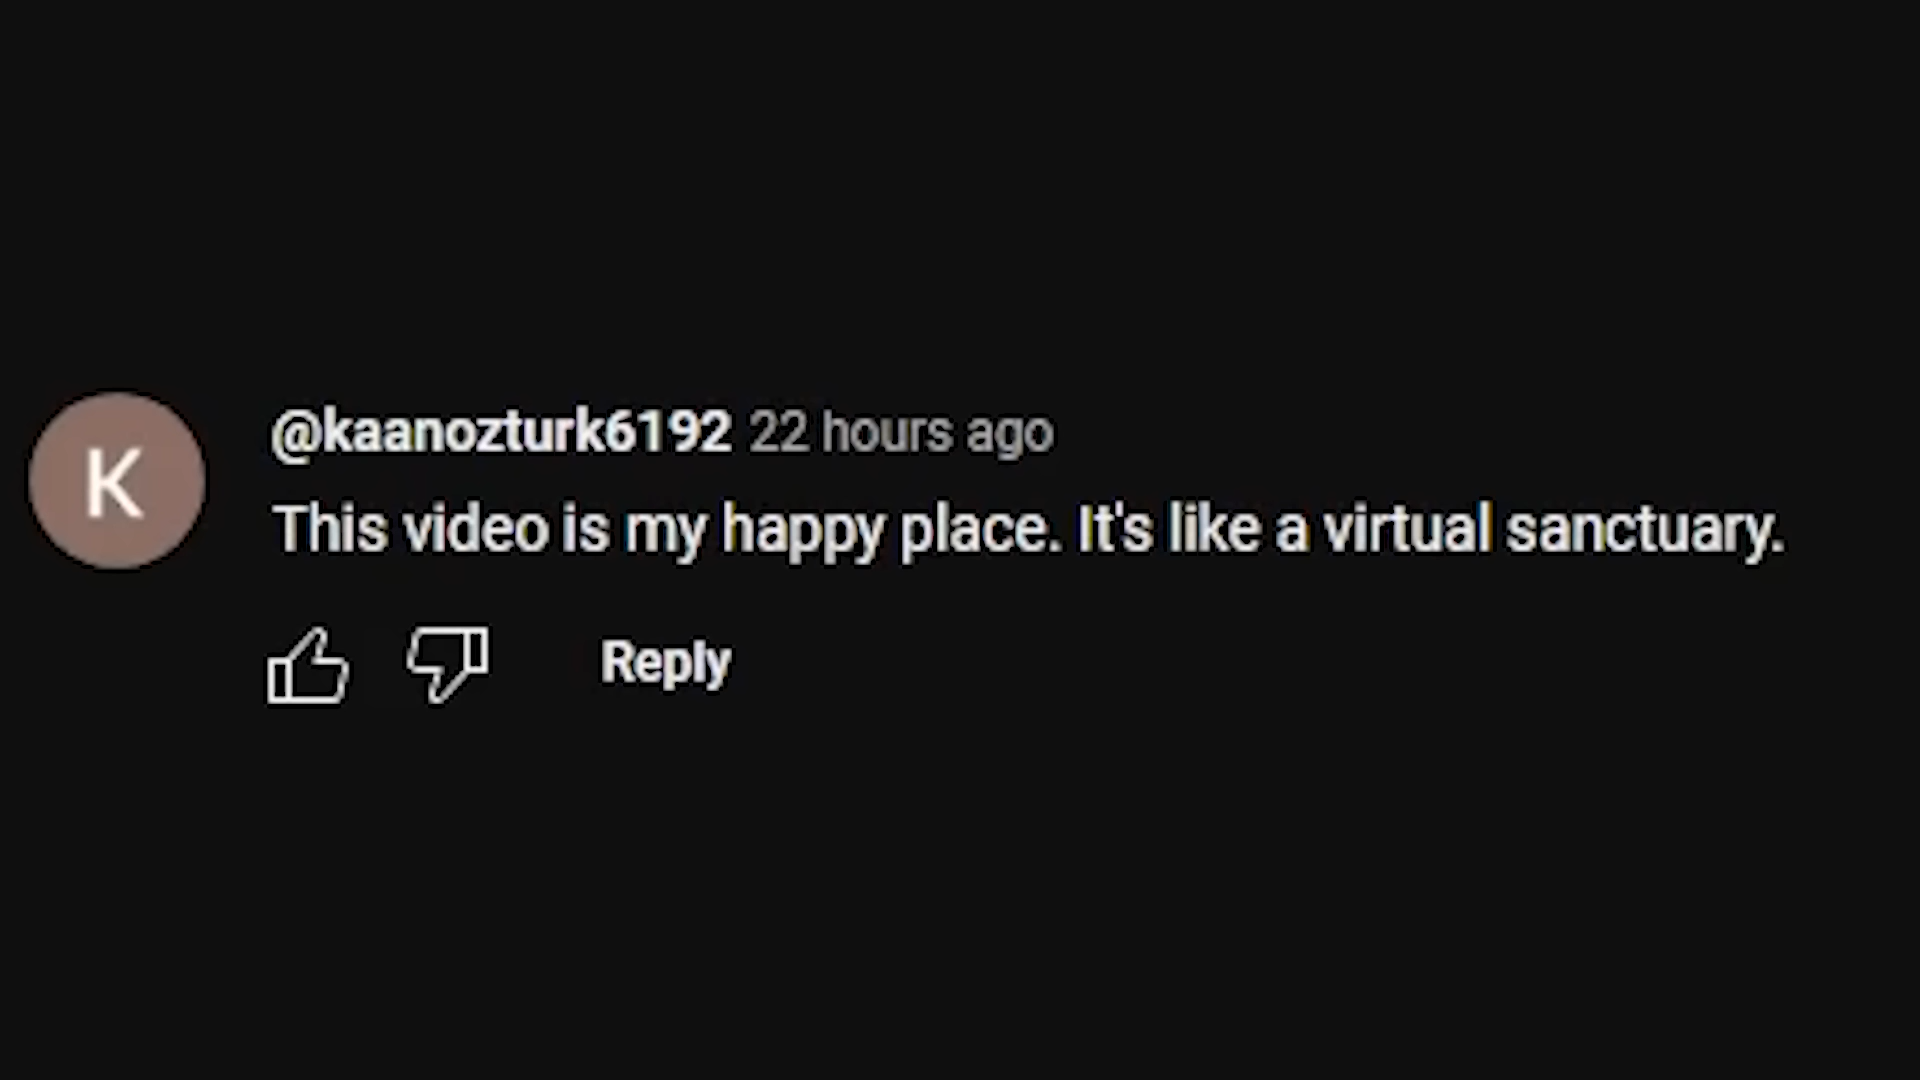 K
@kaanozturk6192 22 hours ago
This video is my happy place. It's like a virtual sanctuary.
Reply